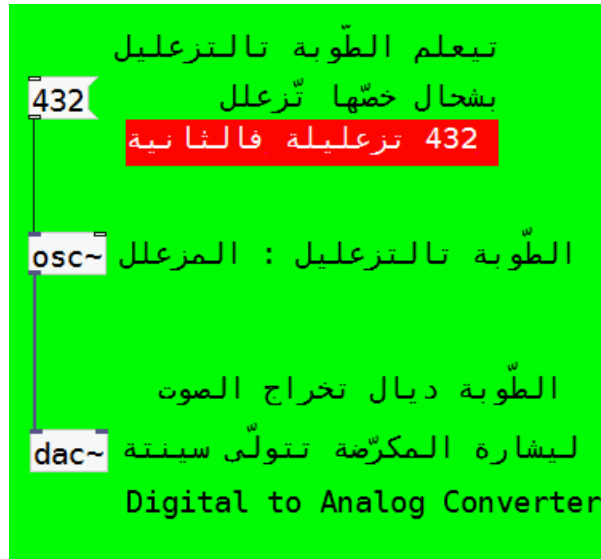 تيعلم الطّوبة تالتزعليل
432
بشحال خصّها تّزعلل
432 تزعليلة فالثانية
osc~
الطّوبة تالتزعليل : المزعلل
الطّوبة ديال تخراج الصوت
dac~
ليشارة المكرّضة تتولّى سينتة
Digital to Analog Converter